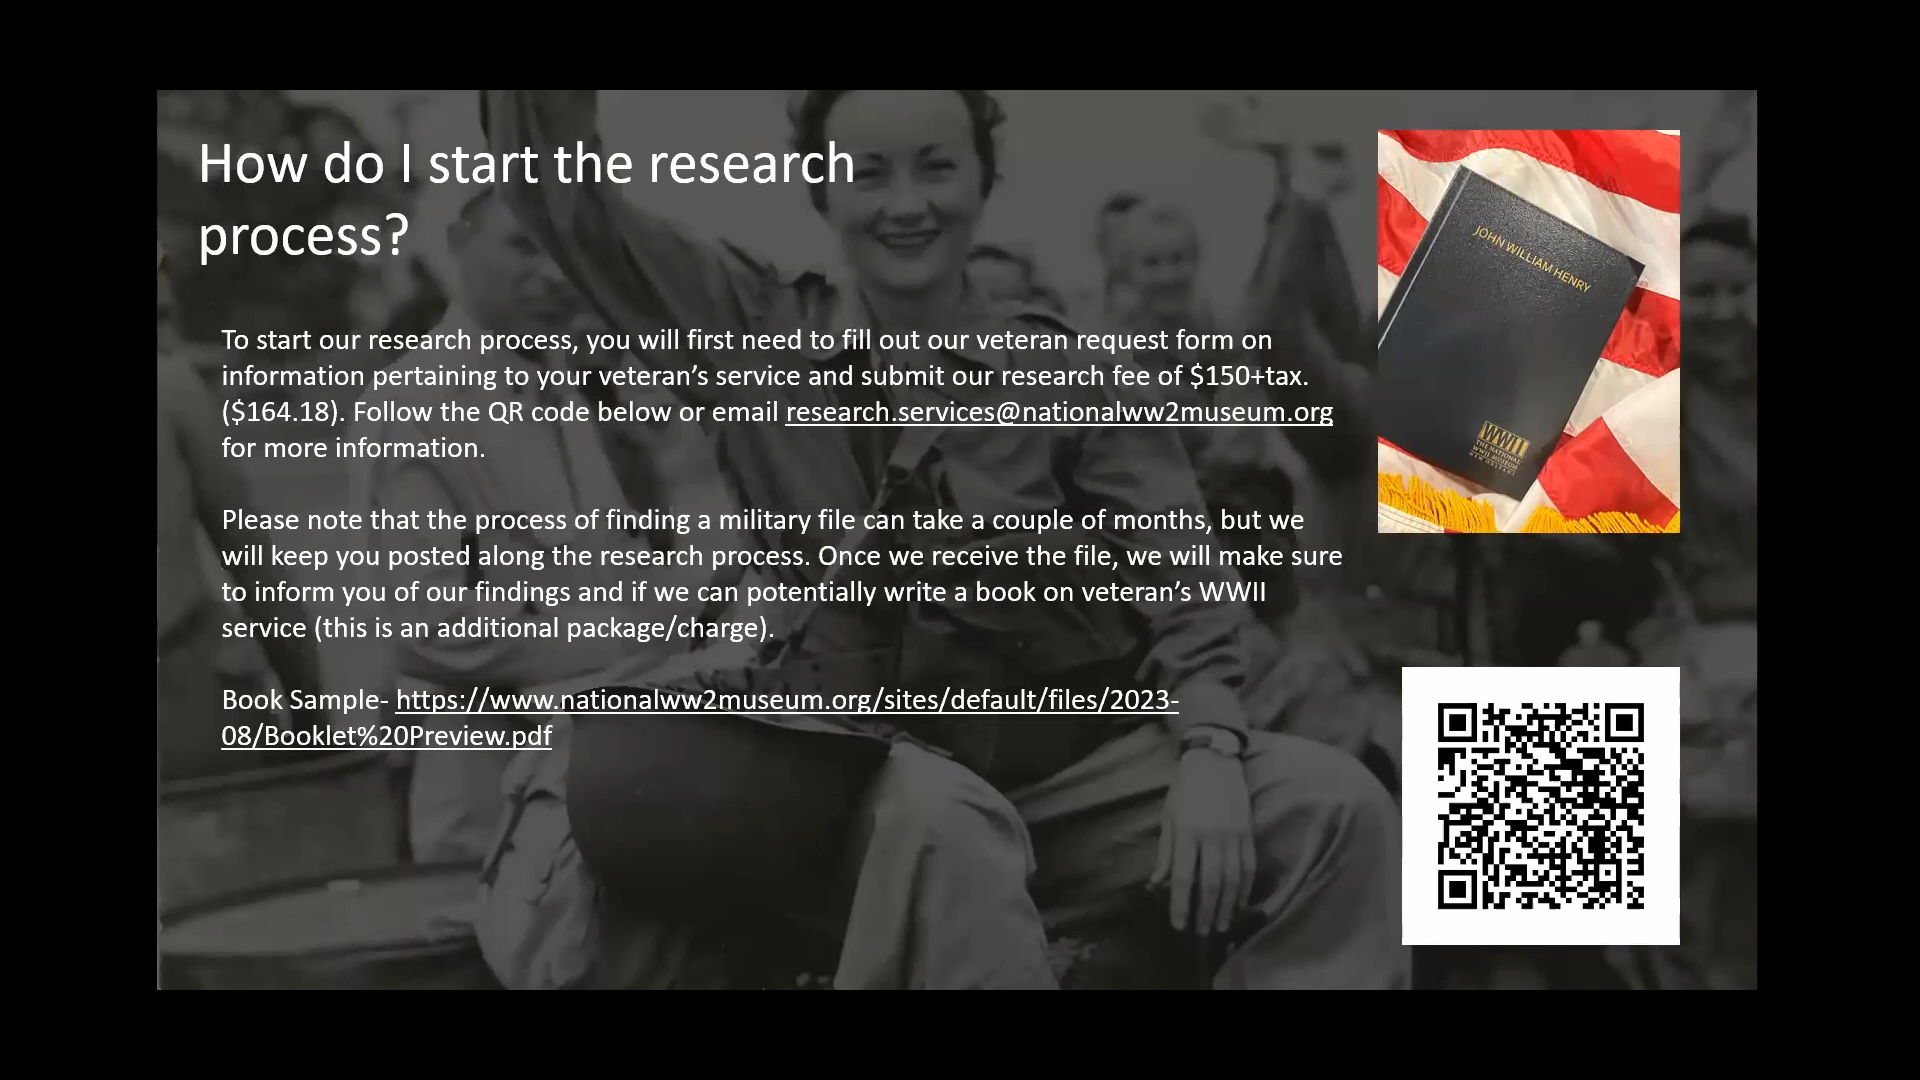 How do I start the research
process?
To start our research process, you will first need to fill out our veteran request form on
information pertaining to your veteran’s service and submit our research fee of $150+tax.
($164.18). Follow the QR code below or email research.services@nationalww2museum.org
for more information.
Please note that the process of finding a military file can take a couple of months, but we
will keep you posted along the research process. Once we receive the file, we will make sure
to inform you of our findings and if we can potentially write a book on veteran’s WWII
service (this is an additional package/charge).
Book Sample- https://www.nationalww2museum.org/sites/default/files/2023-
08/Booklet%20Preview.pdf
JOHN WILLIAM HENRY
WWII
THE NATIONAL
WWII MUSEUM
NEW ORLEANS